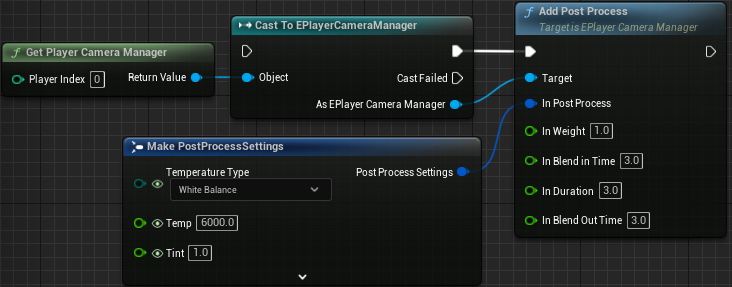 Get Player Camera Manager
Player Index 0
Return Value
Cast To EPlayerCameraManager
Object
Cast Failed
As EPlayer Camera Manager
Add Post Process
Target is EPlayer Camera Manager
Target
In Post Process
In Weight 1.0
In Blend in Time 3.0
In Duration 3.0
In Blend Out Time 3.0
Make PostProcessSettings
Temperature Type
White Balance
Post Process Settings
Temp 6000.0
Tint 1.0